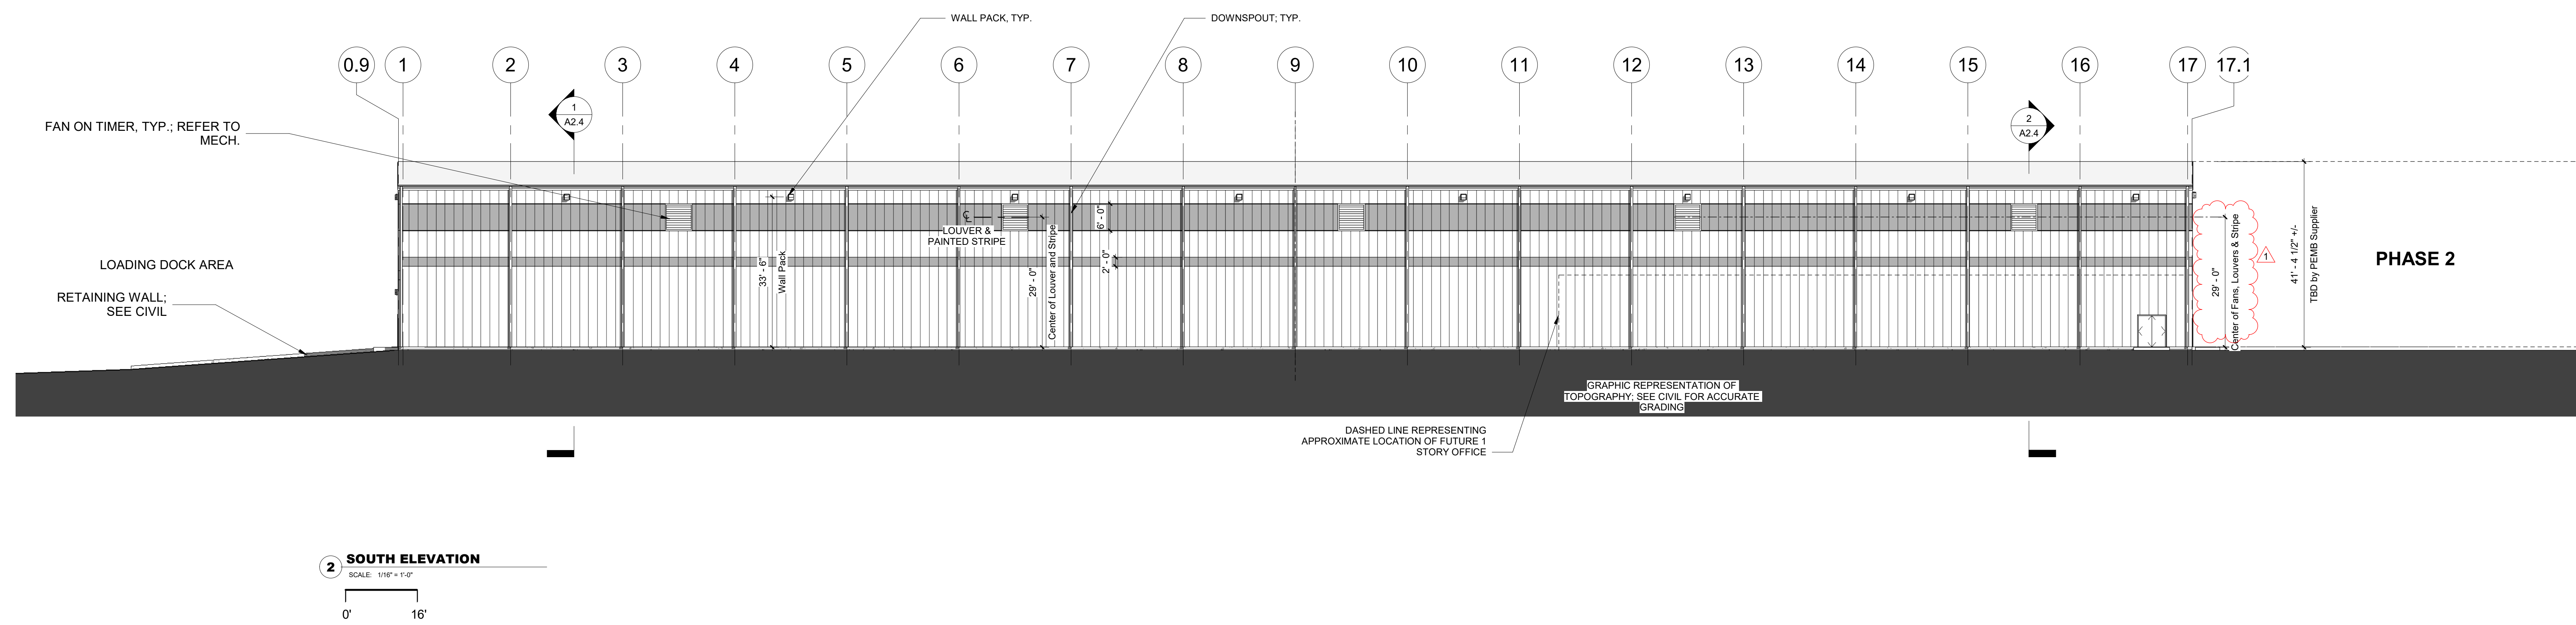 WALL PACK, TYP.
DOWNSPOUT; TYP.
0.9 1 2 3 4 5 6 7 8 9 10 11 12 13 14 15 16 17 17.1
1
A2.4
2
A2.4
FAN ON TIMER, TYP.; REFER TO
MECH.
LOADING DOCK AREA
RETAINING WALL;
SEE CIVIL
33' - 6"
Wall Pack
CL
LOUVER &
PAINTED STRIPE
29' - 0"
Center of Louver and Stripe
6' - 0"
2' - 0"
29' - 0"
Center of Fans, Louvers & Stripe
1
41' - 4 1/2" +/-
TBD by PEMB Supplier
PHASE 2
GRAPHIC REPRESENTATION OF
TOPOGRAPHY; SEE CIVIL FOR ACCURATE
GRADING
DASHED LINE REPRESENTING
APPROXIMATE LOCATION OF FUTURE 1
STORY OFFICE
2
SOUTH ELEVATION
SCALE: 1/16" = 1'-0"
0' 16'